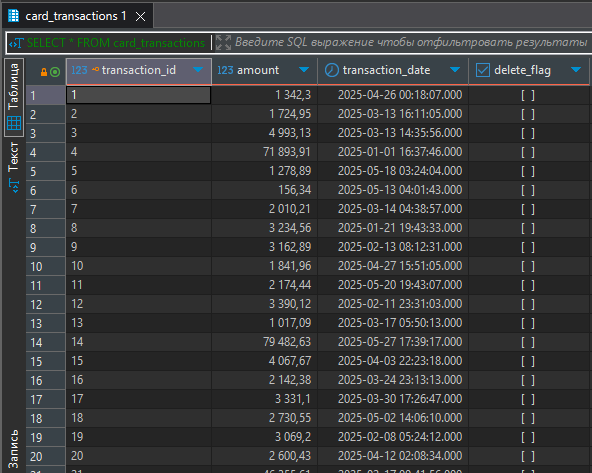 card_transactions 1
SELECT * FROM card_transactions Введите SQL выражение чтобы отфильтровать результаты
Таблица
Текст
Запись
123 transaction_id 123 amount transaction_date delete_flag
1 1 1 342,3 2025-04-26 00:18:07.000 [ ]
2 2 1 724,95 2025-03-13 16:11:05.000 [ ]
3 3 4 993,13 2025-03-13 14:35:56.000 [ ]
4 4 71 893,91 2025-01-01 16:37:46.000 [ ]
5 5 1 278,89 2025-05-18 03:24:04.000 [ ]
6 6 156,34 2025-05-13 04:01:43.000 [ ]
7 7 2 010,21 2025-03-14 04:38:57.000 [ ]
8 8 3 234,56 2025-01-21 19:43:33.000 [ ]
9 9 3 162,89 2025-02-13 08:12:31.000 [ ]
10 10 1 841,96 2025-04-27 15:51:05.000 [ ]
11 11 2 174,44 2025-05-20 19:43:07.000 [ ]
12 12 3 390,12 2025-02-11 23:31:03.000 [ ]
13 13 1 017,09 2025-03-17 05:50:13.000 [ ]
14 14 79 482,63 2025-05-27 17:39:17.000 [ ]
15 15 4 067,67 2025-04-03 22:23:18.000 [ ]
16 16 2 142,38 2025-03-24 23:13:13.000 [ ]
17 17 3 331,1 2025-03-30 17:26:47.000 [ ]
18 18 2 730,55 2025-05-02 14:06:10.000 [ ]
19 19 3 069,2 2025-02-08 05:24:12.000 [ ]
20 20 2 600,43 2025-04-12 02:08:34.000 [ ]